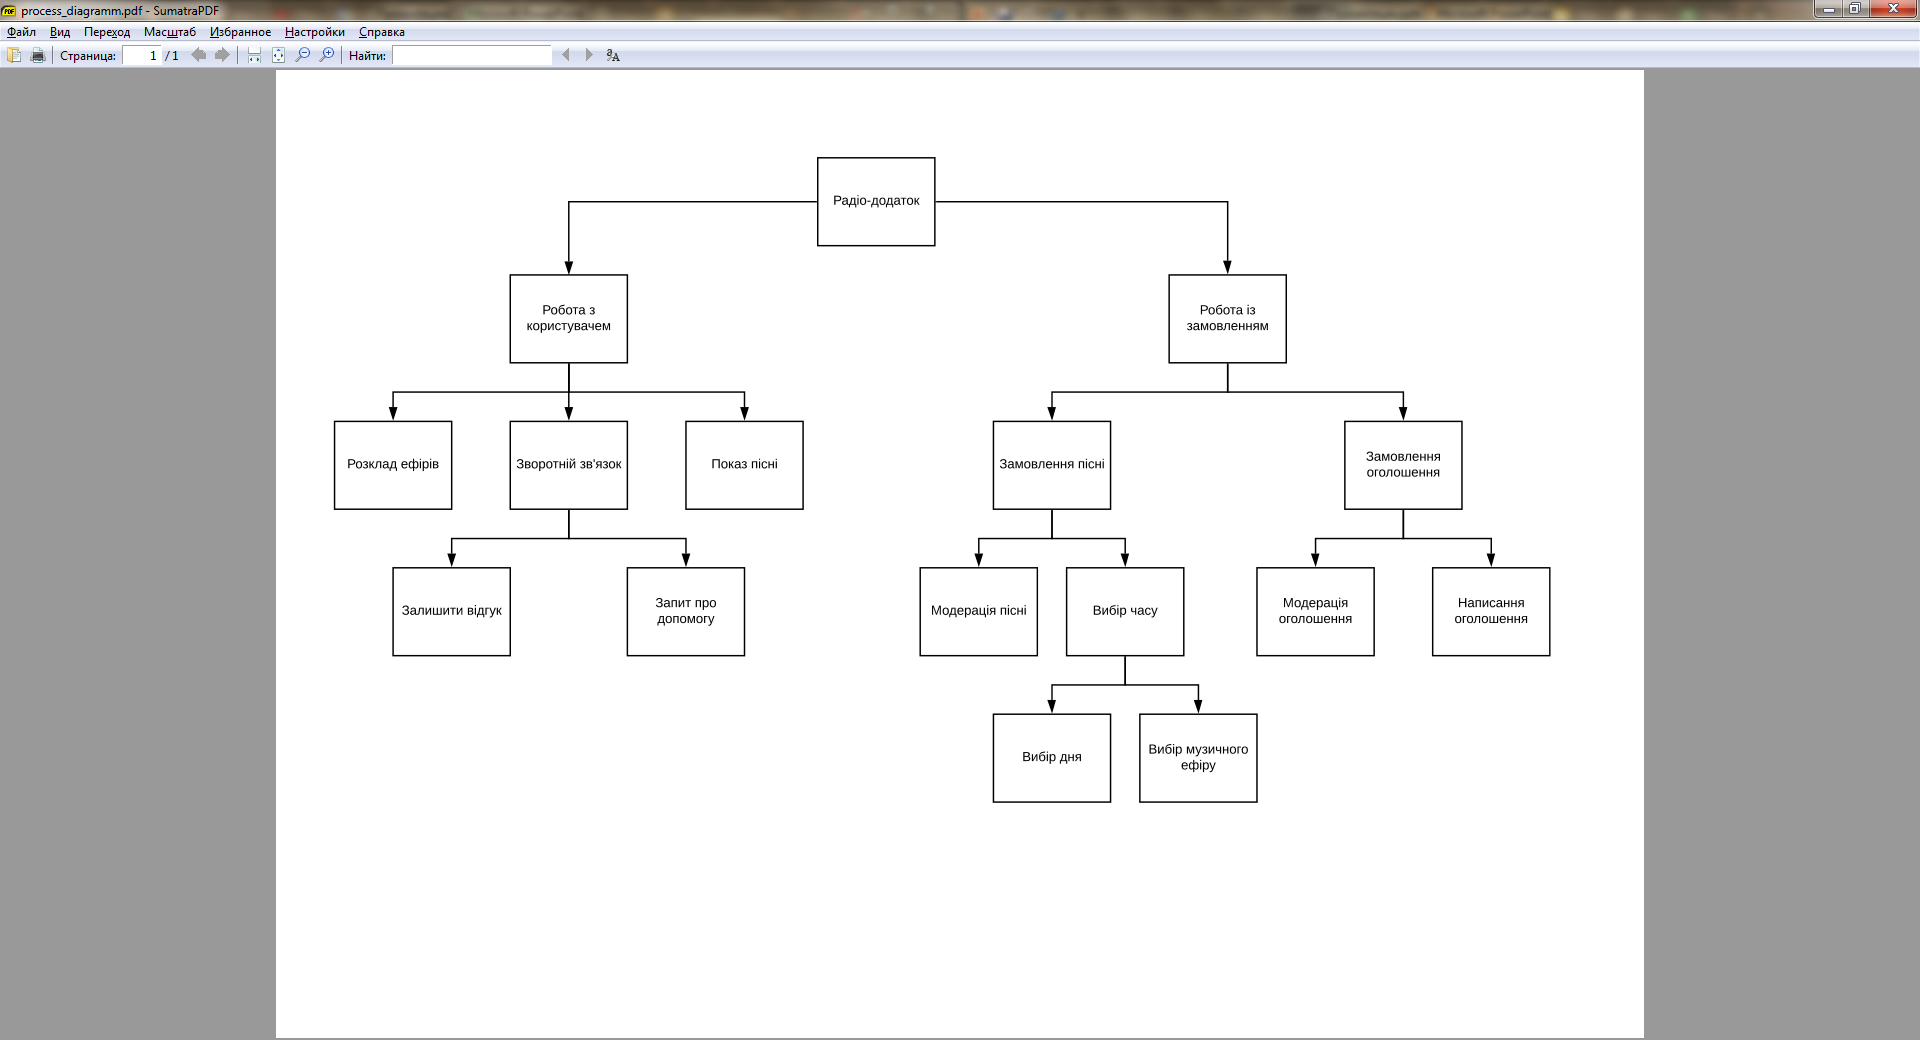 process_diagramm.pdf - SumatraPDF
Файл Вид Переход Масштаб Избранное Настройки Справка
Страница: 1 / 1 Найти:
Радіо-додаток
Робота з
користувачем
Робота із
замовленням
Розклад ефірів
Зворотній зв'язок
Показ пісні
Замовлення пісні
Замовлення
оголошення
Залишити відгук
Запит про
допомогу
Модерація пісні
Вибір часу
Модерація
оголошення
Написання
оголошення
Вибір дня
Вибір музичного
ефіру